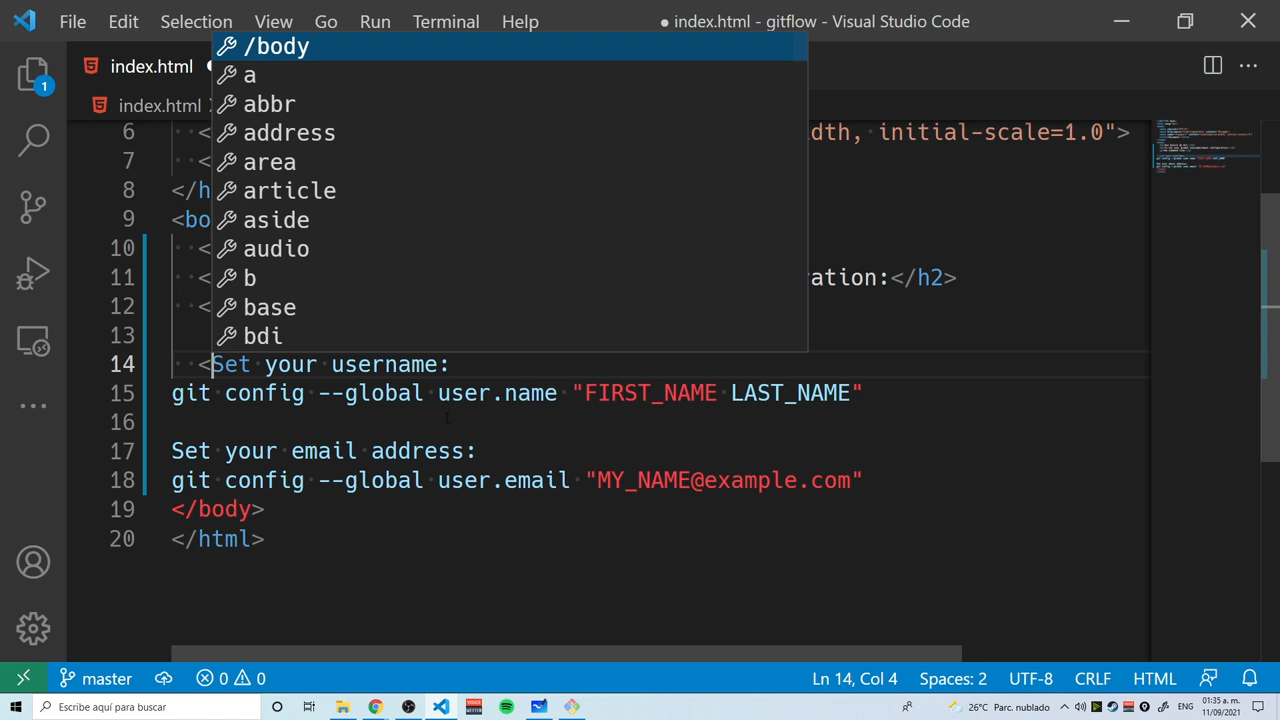 File Edit Selection View Go Run Terminal Help ● index.html - gitflow - Visual Studio Code
index.html ●
index.html
/body
a
abbr
address
area
article
aside
audio
b
base
bdi
6 < dth, initial-scale=1.0">
7 <
8 </h
9 <bo
10 <
11 < ration:</h2>
12 <
13
14 <Set your username:
15 git config --global user.name "FIRST_NAME LAST_NAME"
16
17 Set your email address:
18 git config --global user.email "MY_NAME@example.com"
19 </body>
20 </html>
1
master 0 0 Ln 14, Col 4 Spaces: 2 UTF-8 CRLF HTML
Escribe aquí para buscar 26°C Parc. nublado ENG 01:35 a. m.
11/09/2021